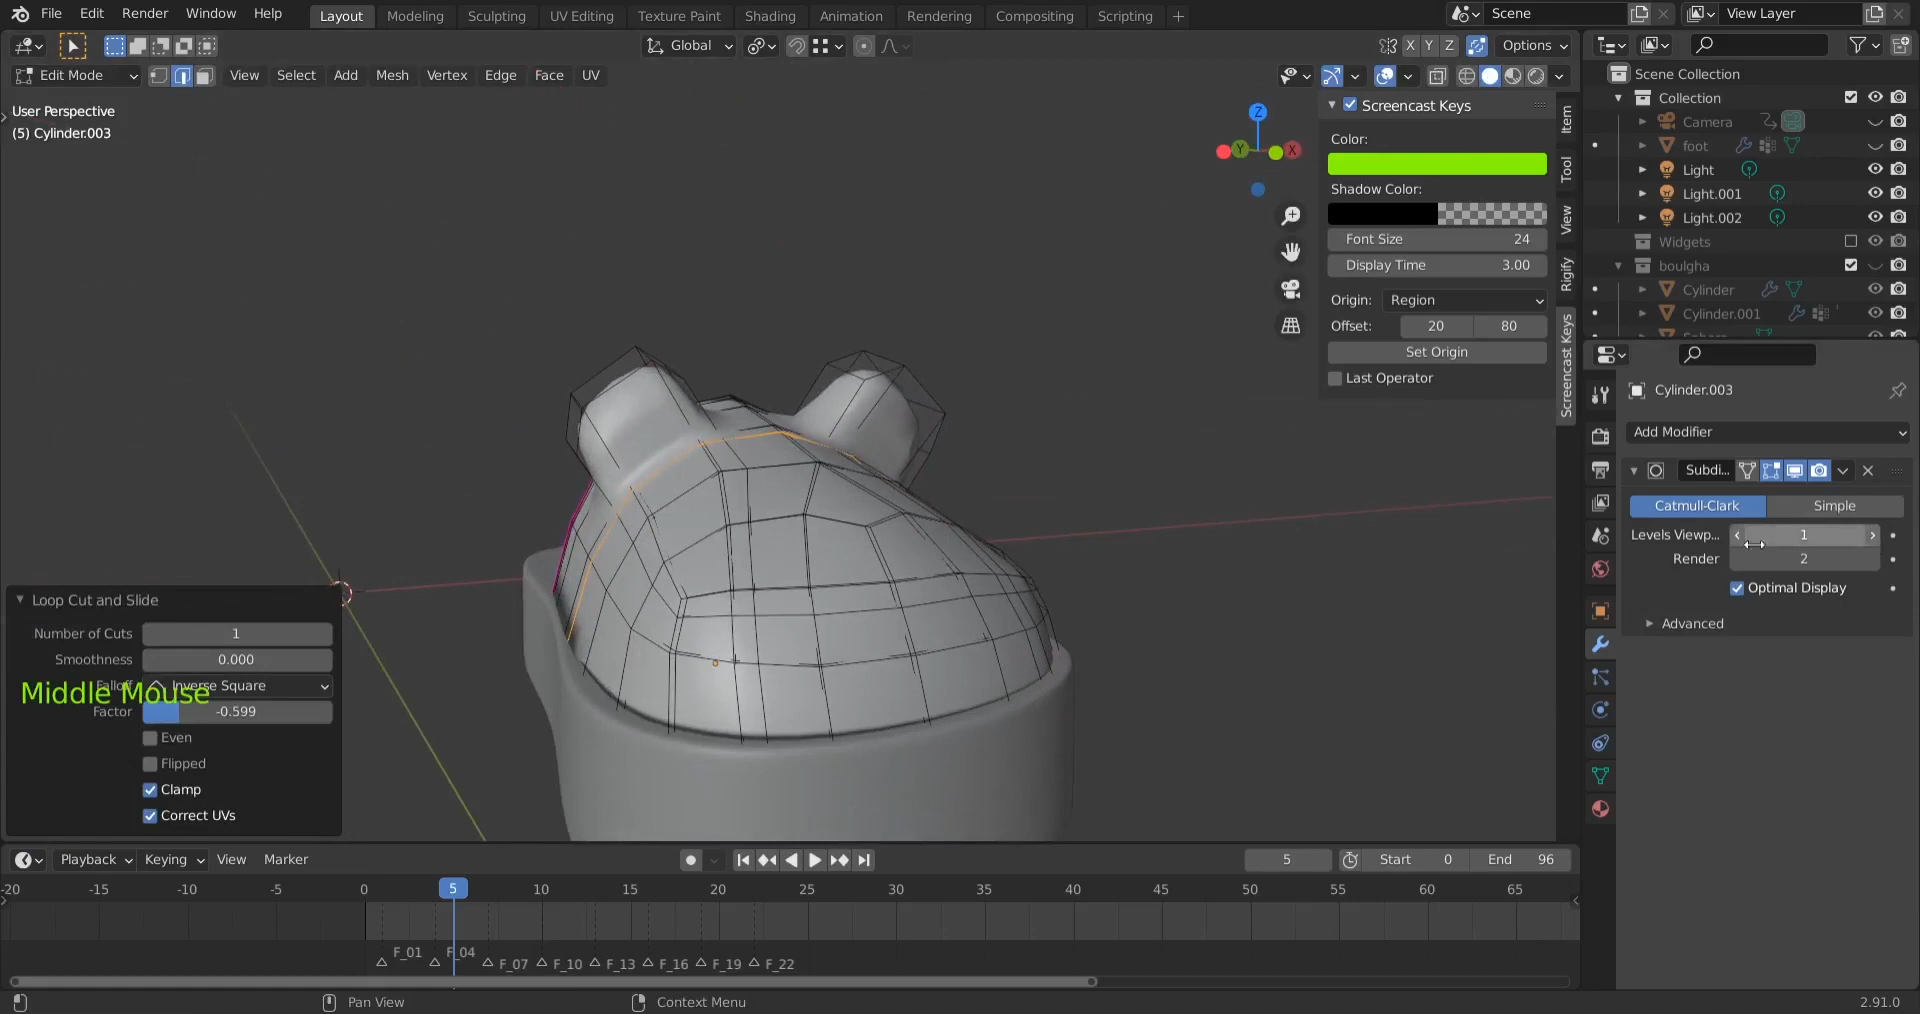 File Edit Render Window Help Layout Modeling Sculpting UV Editing Texture Paint Shading Animation Rendering Compositing Scripting + Scene View Layer
Global X Y Z Options
Edit Mode View Select Add Mesh Vertex Edge Face UV
User Perspective
(5) Cylinder.003
Z
Y
X
Screencast Keys
Color:
Shadow Color:
Font Size 24
Display Time 3.00
Origin: Region
Offset: 20 80
Set Origin
Last Operator
Item
Tool
View
Rigify
Screencast Keys
Scene Collection
Collection
Camera
foot
Light
Light.001
Light.002
Widgets
boulgha
Cylinder
Cylinder.001
Cylinder.003
Add Modifier
Subdi...
Catmull-Clark Simple
Levels Viewp... 1
Render 2
Optimal Display
Advanced
Loop Cut and Slide
Number of Cuts 1
Smoothness 0.000
Inverse Square
Middle Mouse
Factor -0.599
Even
Flipped
Clamp
Correct UVs
Playback Keying View Marker 5 Start 0 End 96
-20 -15 -10 -5 0 5 10 15 20 25 30 35 40 45 50 55 60 65
F_01 F_04 F_07 F_10 F_13 F_16 F_19 F_22
Pan View Context Menu 2.91.0